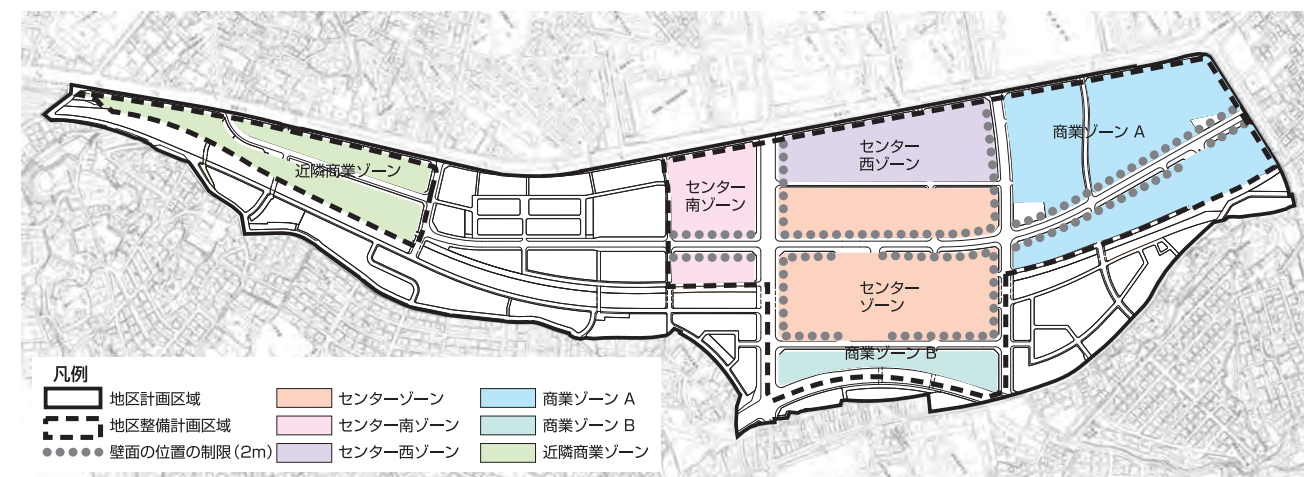 商業ゾーン A
センター
西ゾーン
近隣商業ゾーン
センター
南ゾーン
センター
ゾーン
商業ゾーン B
凡例
地区計画区域
地区整備計画区域
壁面の位置の制限(2m)
センターゾーン
センター南ゾーン
センター西ゾーン
商業ゾーン A
商業ゾーン B
近隣商業ゾーン